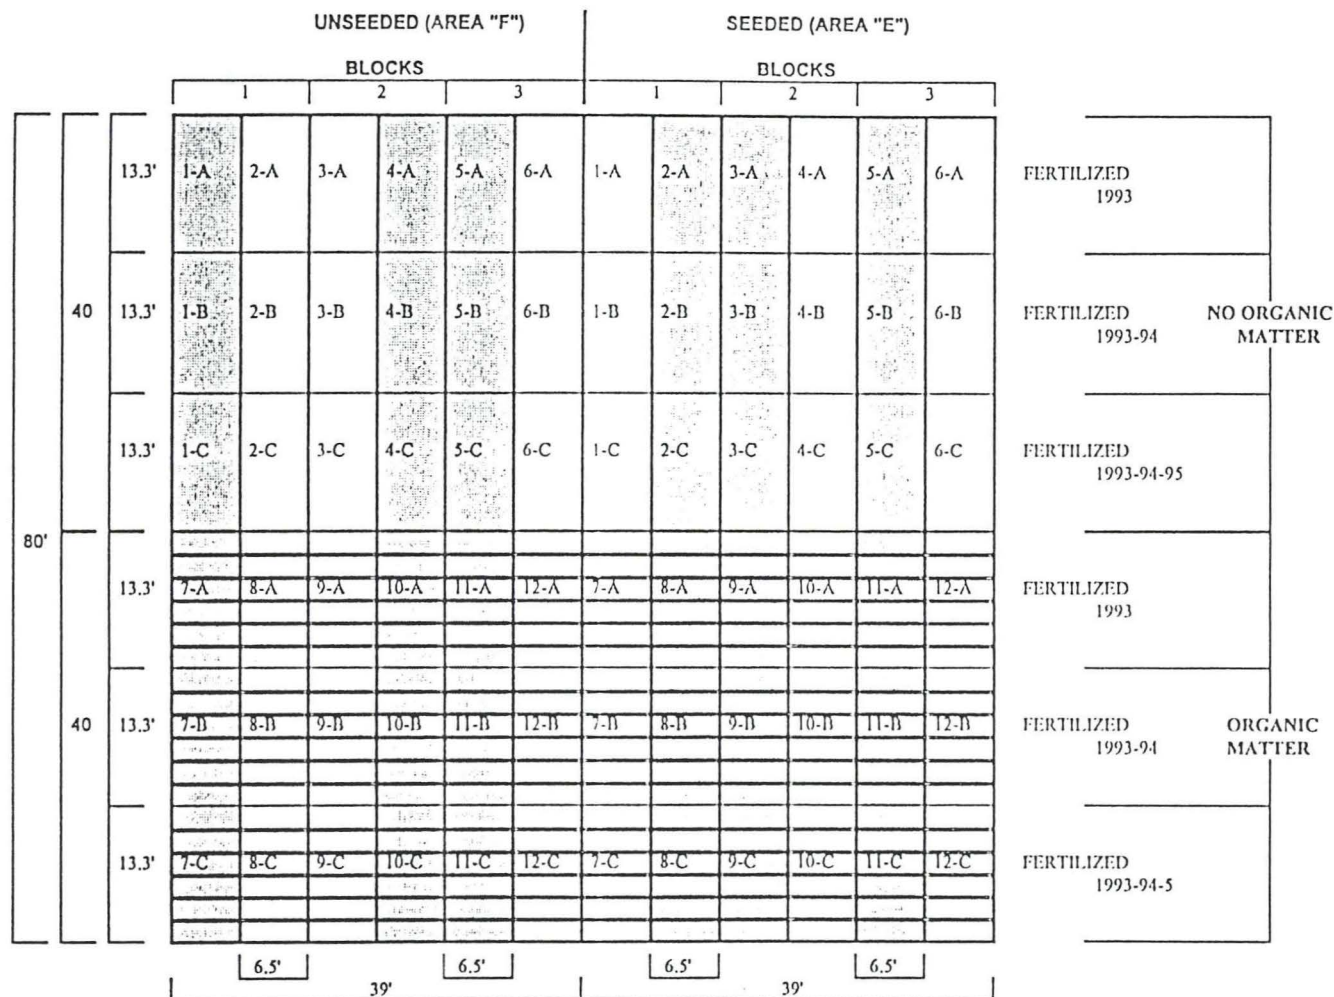 UNSEEDED (AREA "F") SEEDED (AREA "E")
BLOCKS BLOCKS
1 2 3 1 2 3
13.3' 1-A 2-A 3-A 4-A 5-A 6-A 1-A 2-A 3-A 4-A 5-A 6-A FERTILIZED
1993
40 13.3' 1-B 2-B 3-B 4-B 5-B 6-B 1-B 2-B 3-B 4-B 5-B 6-B FERTILIZED NO ORGANIC
1993-94 MATTER
13.3' 1-C 2-C 3-C 4-C 5-C 6-C 1-C 2-C 3-C 4-C 5-C 6-C FERTILIZED
1993-94-95
80'
13.3' 7-A 8-A 9-A 10-A 11-A 12-A 7-A 8-A 9-A 10-A 11-A 12-A FERTILIZED
1993
40 13.3' 7-B 8-B 9-B 10-B 11-B 12-B 7-B 8-B 9-B 10-B 11-B 12-B FERTILIZED ORGANIC
1993-94 MATTER
13.3' 7-C 8-C 9-C 10-C 11-C 12-C 7-C 8-C 9-C 10-C 11-C 12-C FERTILIZED
1993-94-5
6.5' 6.5' 6.5' 6.5'
39' 39'